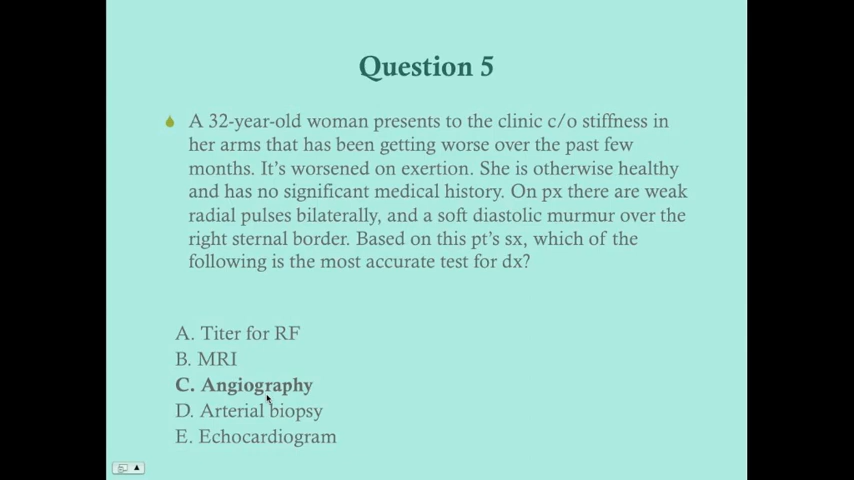 Question 5
A 32-year-old woman presents to the clinic c/o stiffness in
her arms that has been getting worse over the past few
months. It's worsened on exertion. She is otherwise healthy
and has no significant medical history. On px there are weak
radial pulses bilaterally, and a soft diastolic murmur over the
right sternal border. Based on this pt's sx, which of the
following is the most accurate test for dx?
A. Titer for RF
B. MRI
C. Angiography
D. Arterial biopsy
E. Echocardiogram